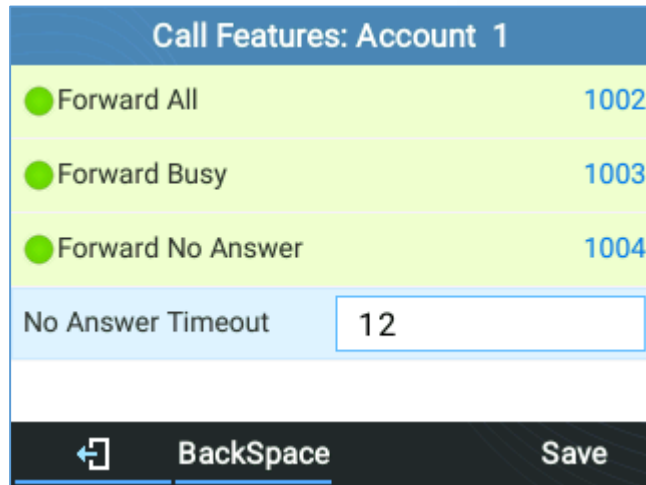 Call Features: Account 1
Forward All 1002
Forward Busy 1003
Forward No Answer 1004
No Answer Timeout 12
BackSpace Save